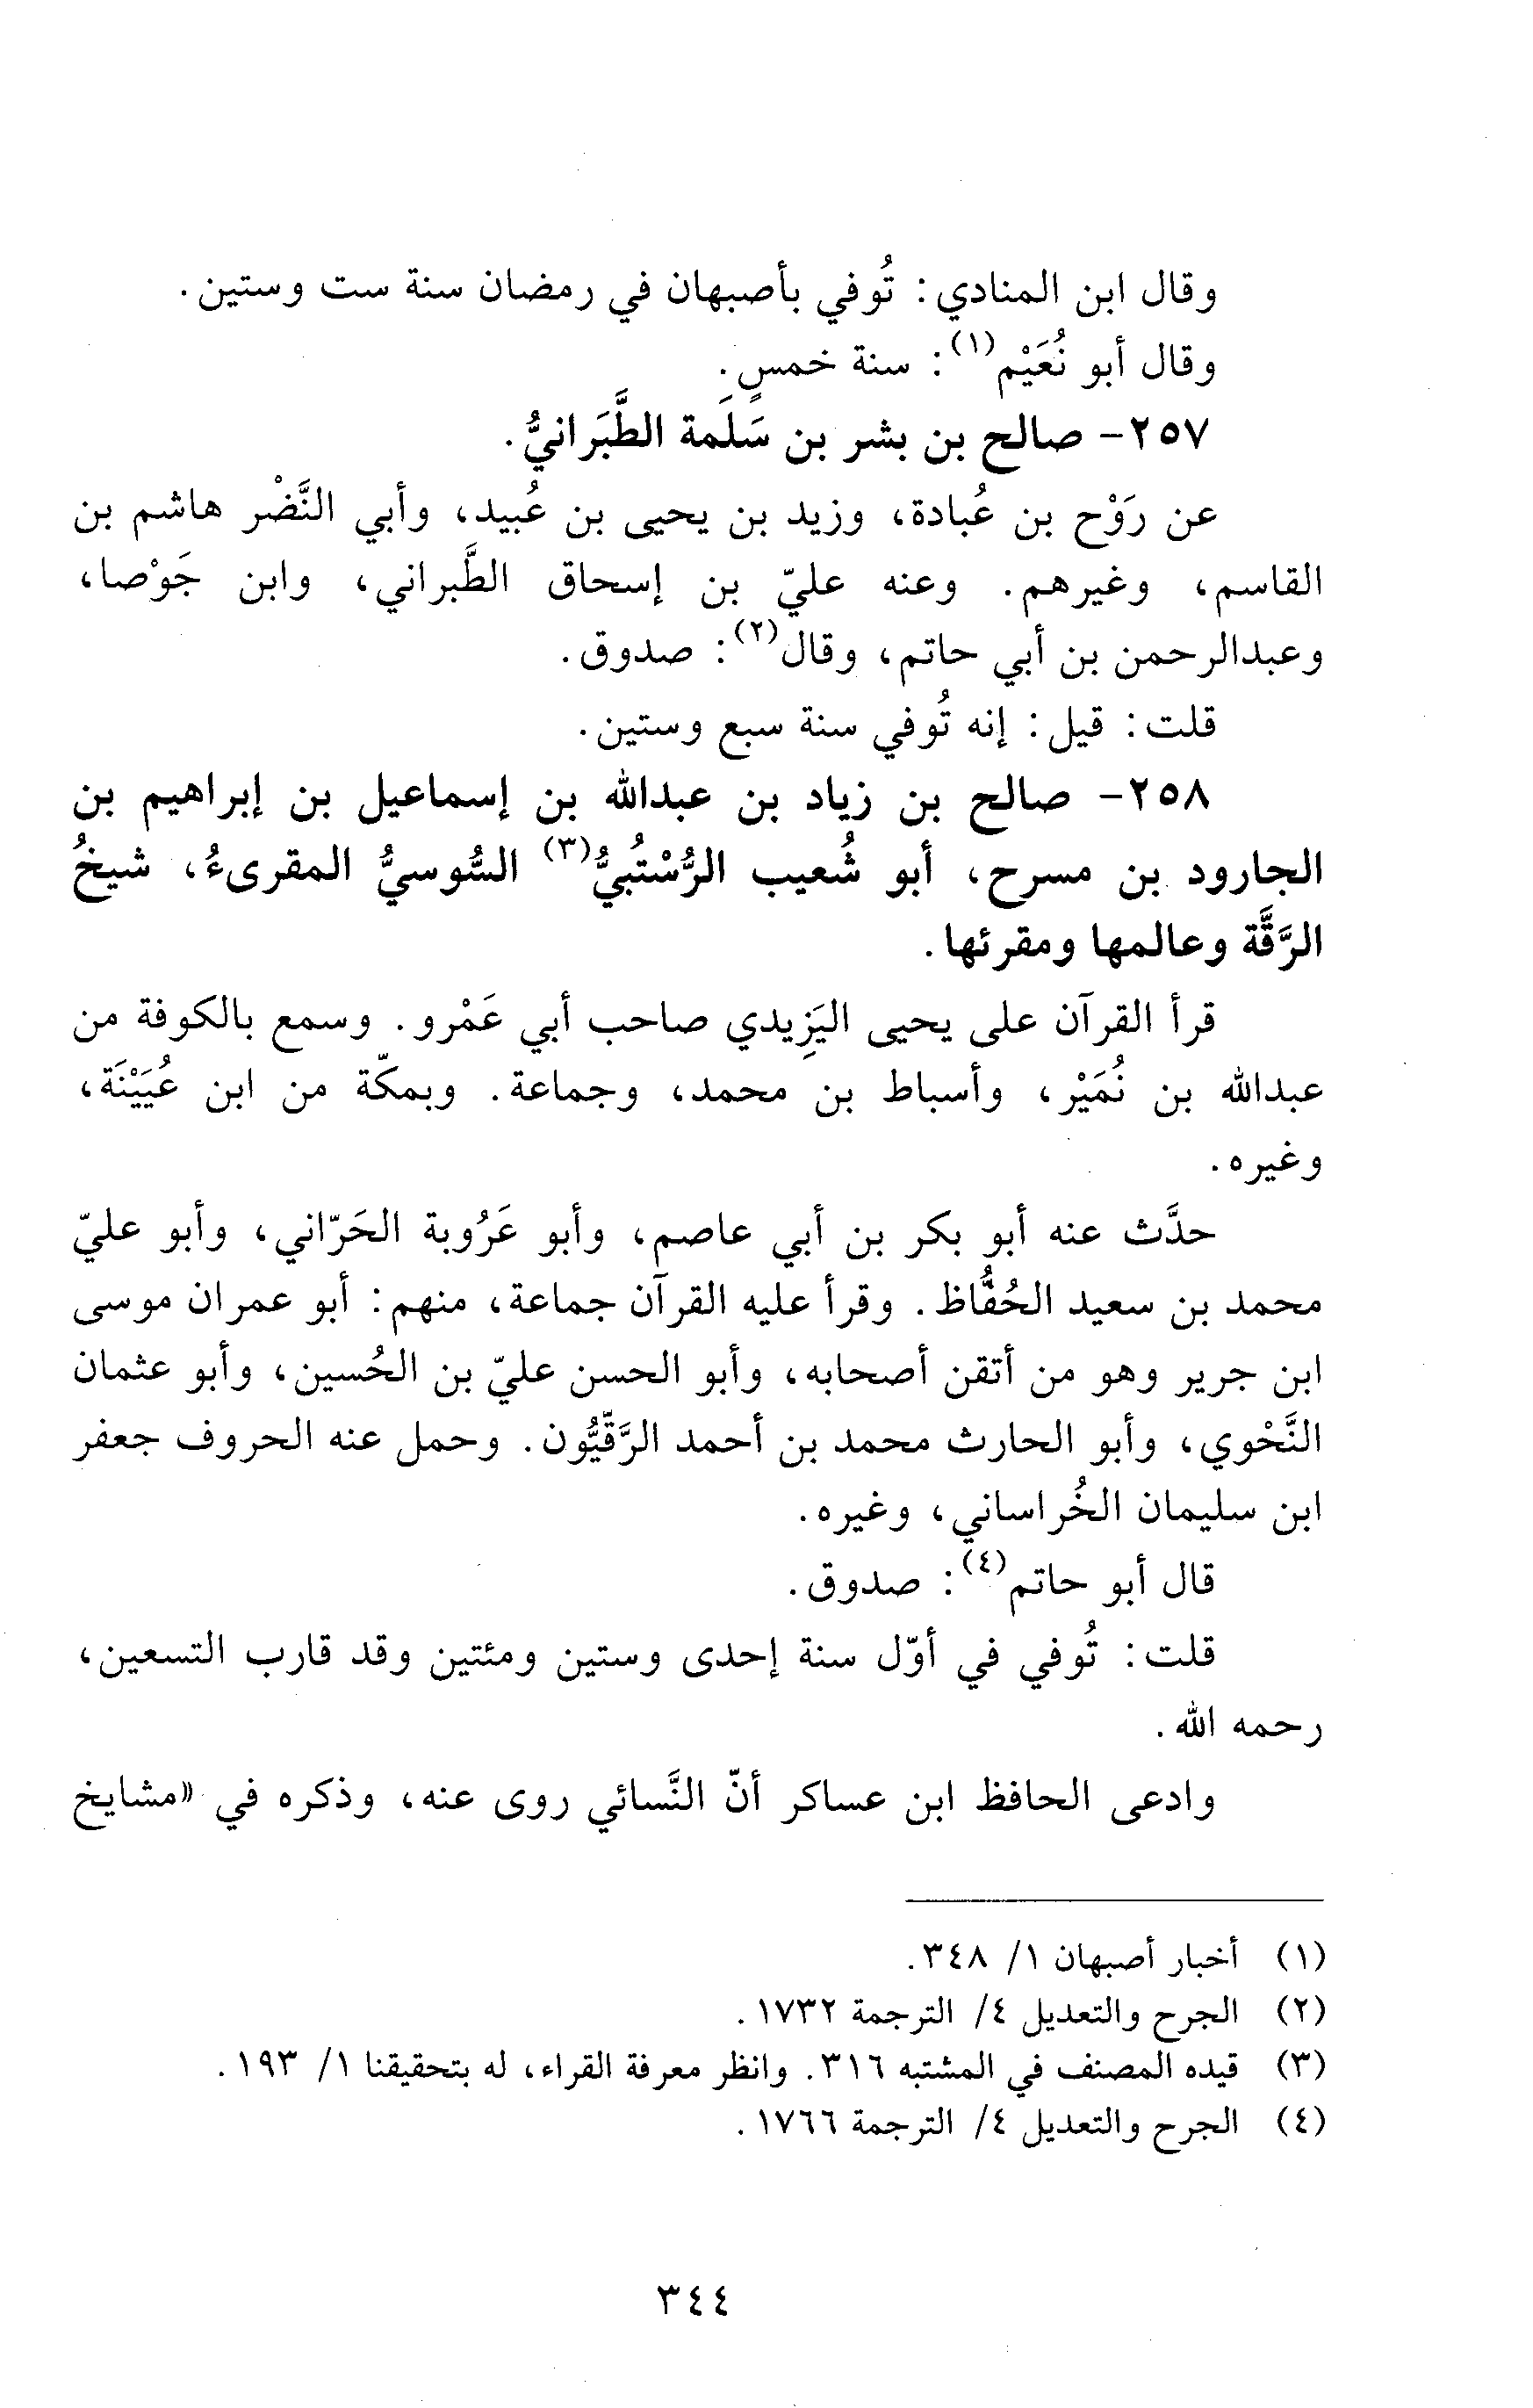 وقال ابن المنادي: تُوفي بأصبهان في رمضان سنة ست وستين.
وقال أبو نُعَيْم(١): سنة خمسٍ.
٢٥٧- صالح بن بشر بن سَلَمة الطَّبَرانيُّ.
عن رَوْح بن عُبادة، وزيد بن يحيى بن عُبيد، وأبي النَّضْر هاشم بن
القاسم، وغيرهم. وعنه عليّ بن إسحاق الطَّبراني، وابن جَوْصا،
وعبدالرحمن بن أبي حاتم، وقال(٢): صدوق.
قلت: قيل: إنه تُوفي سنة سبع وستين.
٢٥٨- صالح بن زياد بن عبدالله بن إسماعيل بن إبراهيم بن
الجارود بن مسرح، أبو شُعيب الرُّسْتُبيُّ(٣) السُّوسيُّ المقرىءُ، شيخُ
الرَّقَّة وعالمها ومقرئها.
قرأ القرآن على يحيى اليَزِيدي صاحب أبي عَمْرو. وسمع بالكوفة من
عبدالله بن نُمَيْر، وأسباط بن محمد، وجماعة. وبمكّة من ابن عُيَيْنَة،
وغيره.
حدَّث عنه أبو بكر بن أبي عاصم، وأبو عَرُوبة الحَرّاني، وأبو عليّ
محمد بن سعيد الحُفَّاظ. وقرأ عليه القرآن جماعة، منهم: أبو عمران موسى
ابن جرير وهو من أتقن أصحابه، وأبو الحسن عليّ بن الحُسين، وأبو عثمان
النَّحْوي، وأبو الحارث محمد بن أحمد الرَّقّيُّون. وحمل عنه الحروف جعفر
ابن سليمان الخُراساني، وغيره.
قال أبو حاتم(٤): صدوق.
قلت: تُوفي في أوّل سنة إحدى وستين ومئتين وقد قارب التسعين،
رحمه الله.
وادعى الحافظ ابن عساكر أنّ النَّسائي روى عنه، وذكره في «مشايخ
(١) أخبار أصبهان ١/ ٣٤٨.
(٢) الجرح والتعديل ٤/ الترجمة ١٧٣٢.
(٣) قيده المصنف في المشتبه ٣١٦. وانظر معرفة القراء، له بتحقيقنا ١/ ١٩٣.
(٤) الجرح والتعديل ٤/ الترجمة ١٧٦٦.
٣٤٤